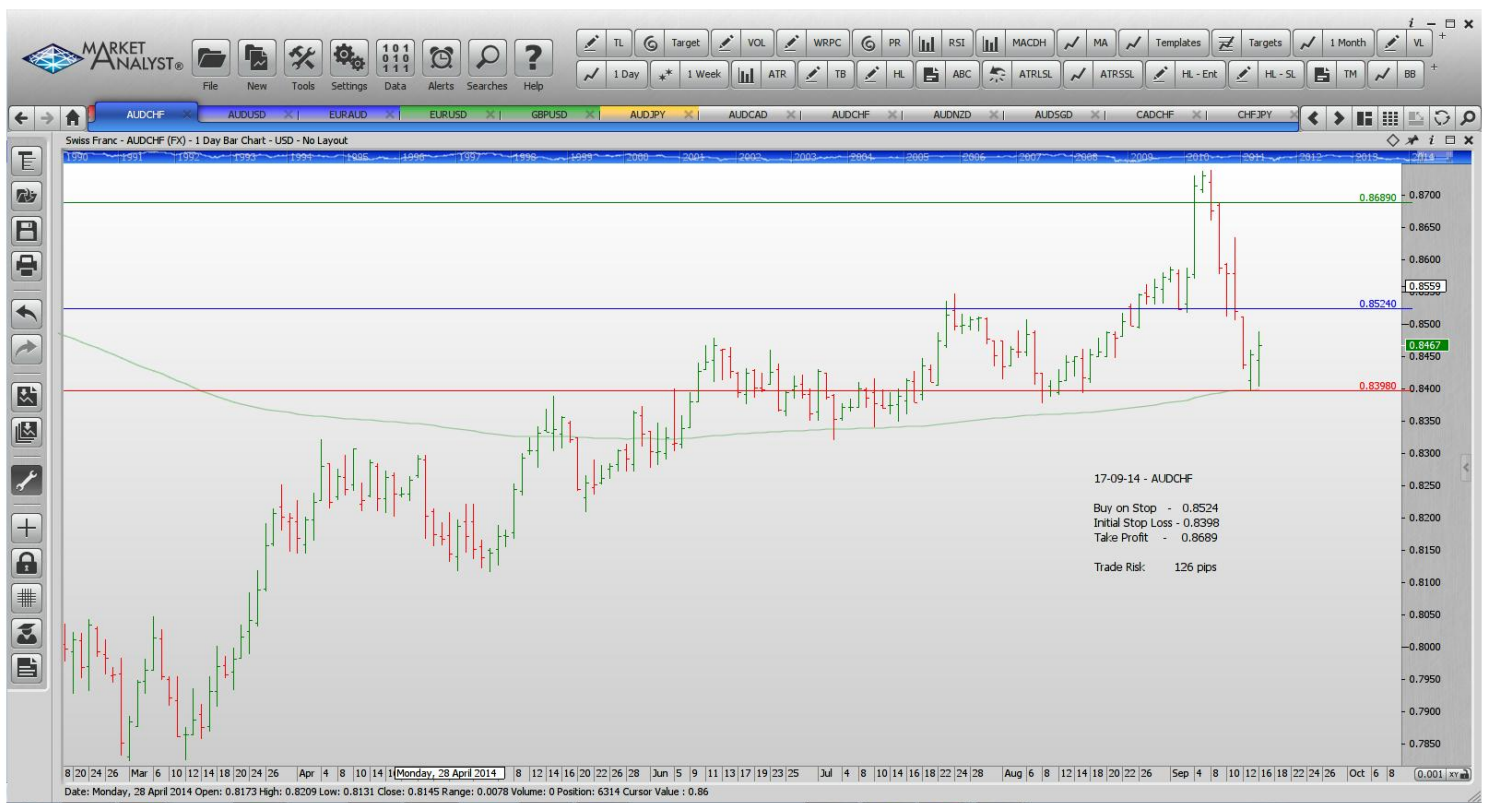 MARKET ANALYST®
File New Tools Settings Data Alerts Searches Help
TL Target VOL WRPC PR RSI MACDH MA Templates Targets 1 Month VL +
1 Day 1 Week ATR TB HL ABC ATRLSL ATRSSL HL - Ent HL - SL TM BB +
AUDCHF AUDUSD EURAUD EURUSD GBPUSD AUDJPY AUDCAD AUDCHF AUDNZD AUDSGD CADCHF CHFJPY
Swiss Franc - AUDCHF (FX) - 1 Day Bar Chart - USD - No Layout
1990 1991 1992 1993 1994 1995 1996 1997 1998 1999 2000 2001 2002 2003 2004 2005 2006 2007 2008 2009 2010 2011 2012 2013 2014
0.8700
0.86890
0.8650
0.8600
0.8559
0.85240
0.8500
0.8467
0.8450
0.8400
0.83980
0.8350
0.8300
0.8250
0.8200
0.8150
0.8100
0.8050
0.8000
0.7950
0.7900
0.7850
17-09-14 - AUDCHF
Buy on Stop - 0.8524
Initial Stop Loss - 0.8398
Take Profit - 0.8689
Trade Risk 126 pips
8 20 24 26 Mar 6 10 12 14 18 20 24 26 Apr 4 8 10 14 Monday, 28 April 2014 8 12 14 16 20 22 26 28 Jun 5 9 11 13 17 19 23 25 Jul 4 8 10 14 16 18 22 24 28 Aug 6 8 12 14 18 20 22 26 Sep 4 8 10 12 16 18 22 24 26 Oct 6 8 0.001 XY
Date: Monday, 28 April 2014 Open: 0.8173 High: 0.8209 Low: 0.8131 Close: 0.8145 Range: 0.0078 Volume: 0 Position: 6314 Cursor Value : 0.86